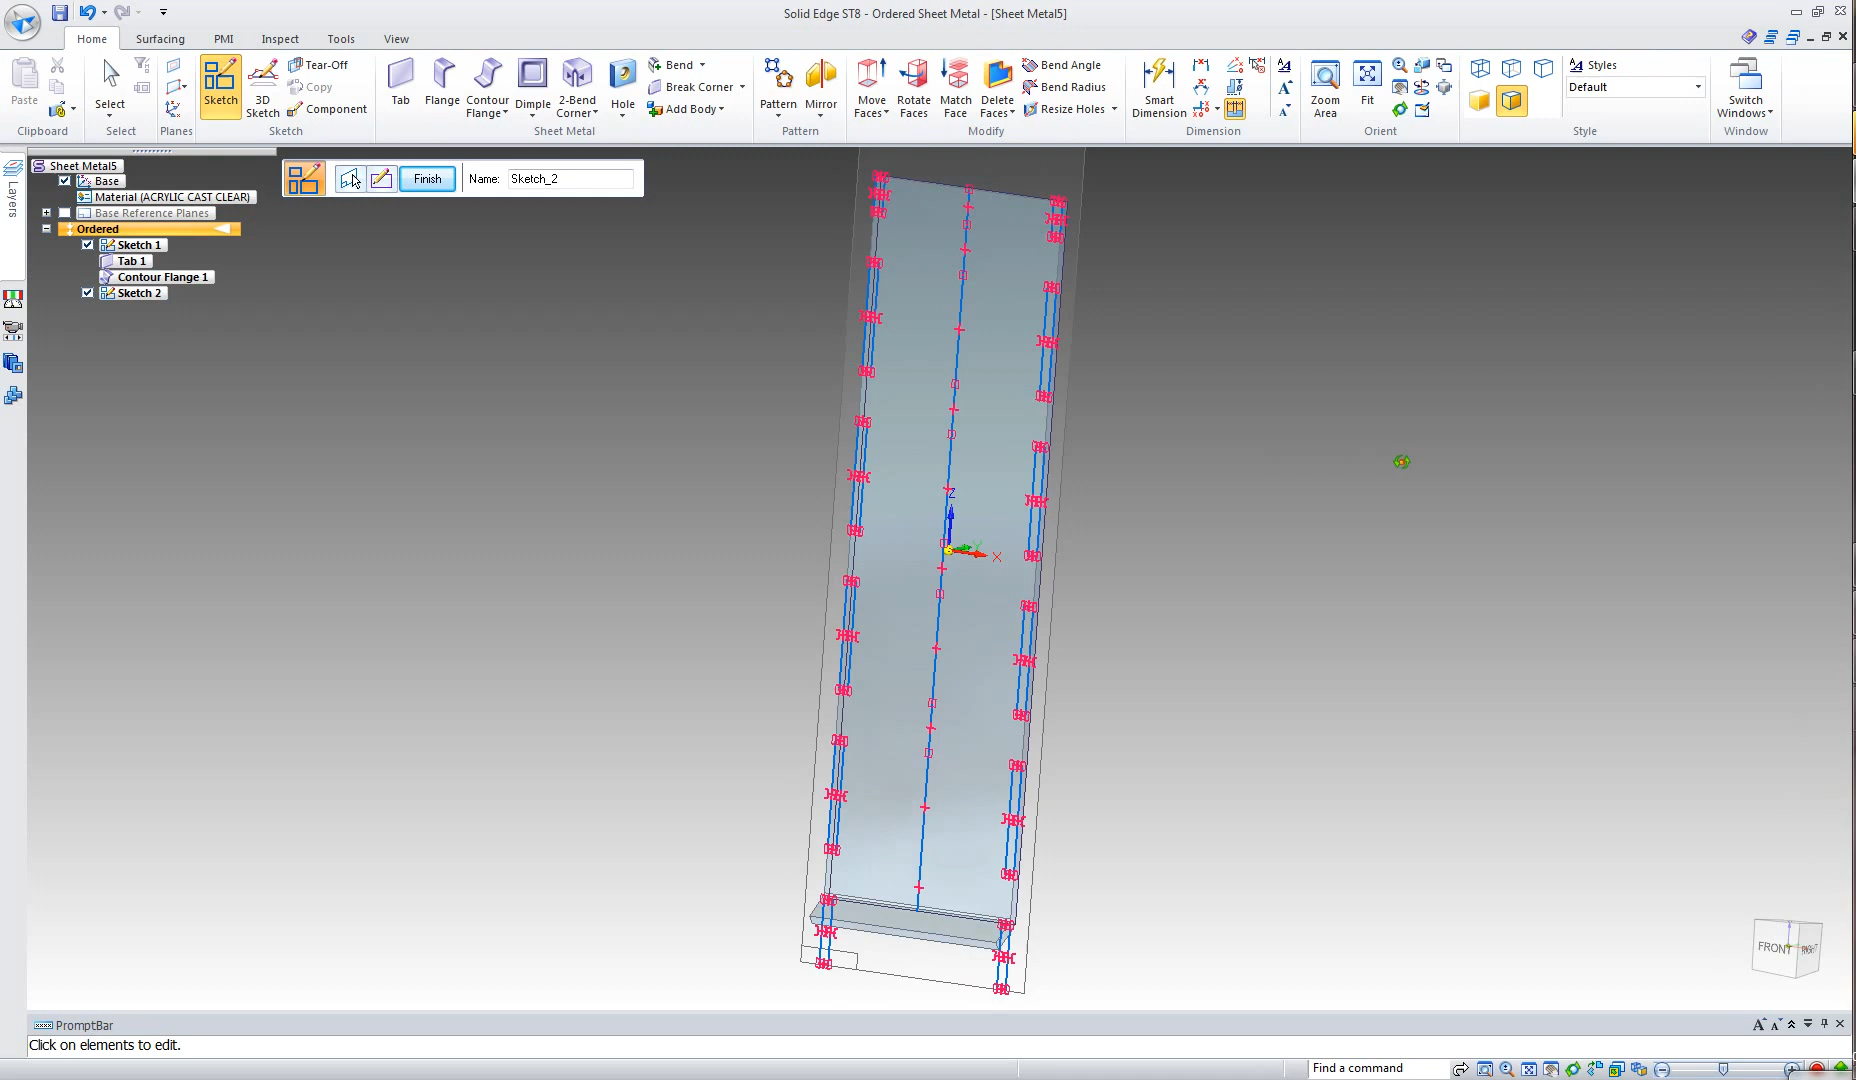 Solid Edge ST8 - Ordered Sheet Metal - [Sheet Metal5]
Home Surfacing PMI Inspect Tools View
Paste
Clipboard
Select
Select
Planes
Sketch
3D Sketch
Tear-Off
Copy
Component
Sketch
Tab
Flange
Contour Flange
Dimple
2-Bend Corner
Hole
Bend
Break Corner
Add Body
Sheet Metal
Pattern
Mirror
Pattern
Move Faces
Rotate Faces
Match Face
Delete Faces
Bend Angle
Bend Radius
Resize Holes
Modify
Smart Dimension
Dimension
Zoom Area
Fit
Orient
Styles
Default
Style
Switch Windows
Window
Layers
Sheet Metal5
Base
Material (ACRYLIC CAST CLEAR)
Base Reference Planes
Ordered
Sketch 1
Tab 1
Contour Flange 1
Sketch 2
Finish
Name: Sketch_2
Z
Y
X
FRONT
RIGHT
PromptBar
Click on elements to edit.
Find a command